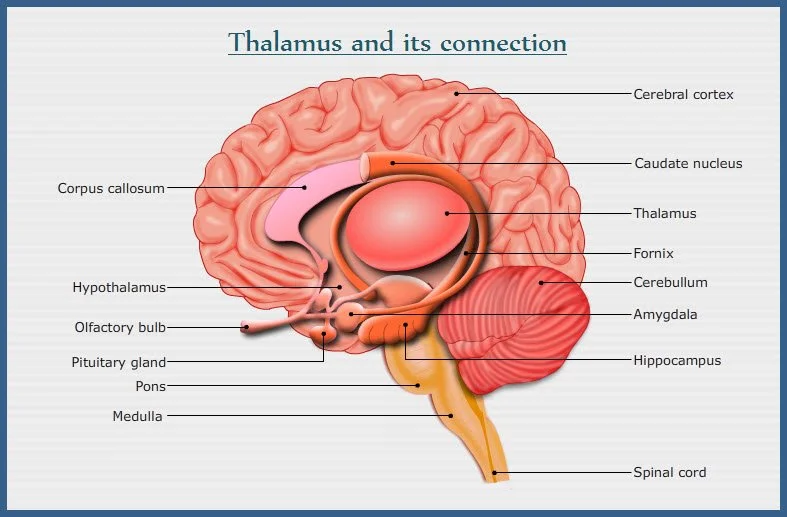 Thalamus and its connection
Cerebral cortex
Caudate nucleus
Corpus callosum
Thalamus
Fornix
Hypothalamus
Cerebullum
Olfactory bulb
Amygdala
Pituitary gland
Hippocampus
Pons
Medulla
Spinal cord